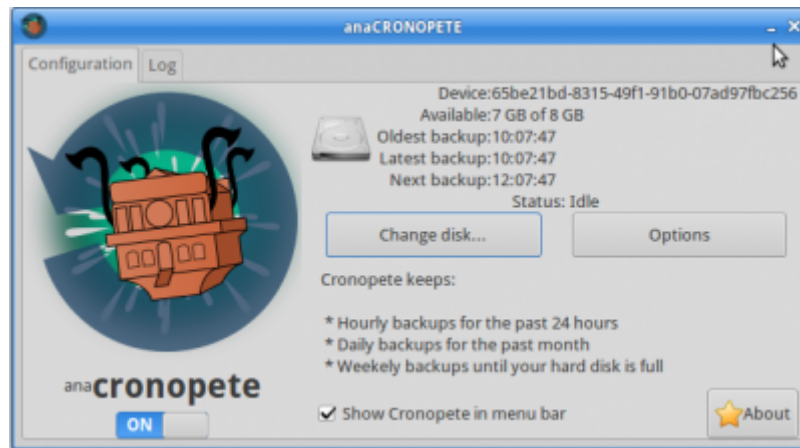 anaCRONOPETE
Configuration Log
Device:65be21bd-8315-49f1-91b0-07ad97fbc256
Available:7 GB of 8 GB
Oldest backup:10:07:47
Latest backup:10:07:47
Next backup:12:07:47
Status: Idle
Change disk... Options
Cronopete keeps:
* Hourly backups for the past 24 hours
* Daily backups for the past month
* Weekely backups until your hard disk is full
anacronopete
ON
Show Cronopete in menu bar
About